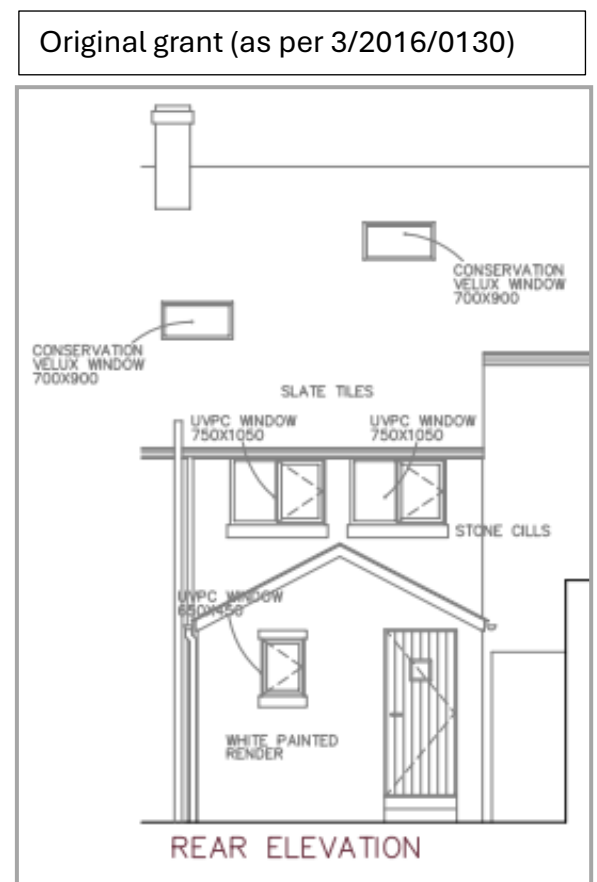 Original grant (as per 3/2016/0130)
CONSERVATION
VELUX WINDOW
700X900
CONSERVATION
VELUX WINDOW
700X900
SLATE TILES
UVPC WINDOW
750X1050
UVPC WINDOW
750X1050
STONE CILLS
UVPC WINDOW
650X450
WHITE PAINTED
RENDER
REAR ELEVATION